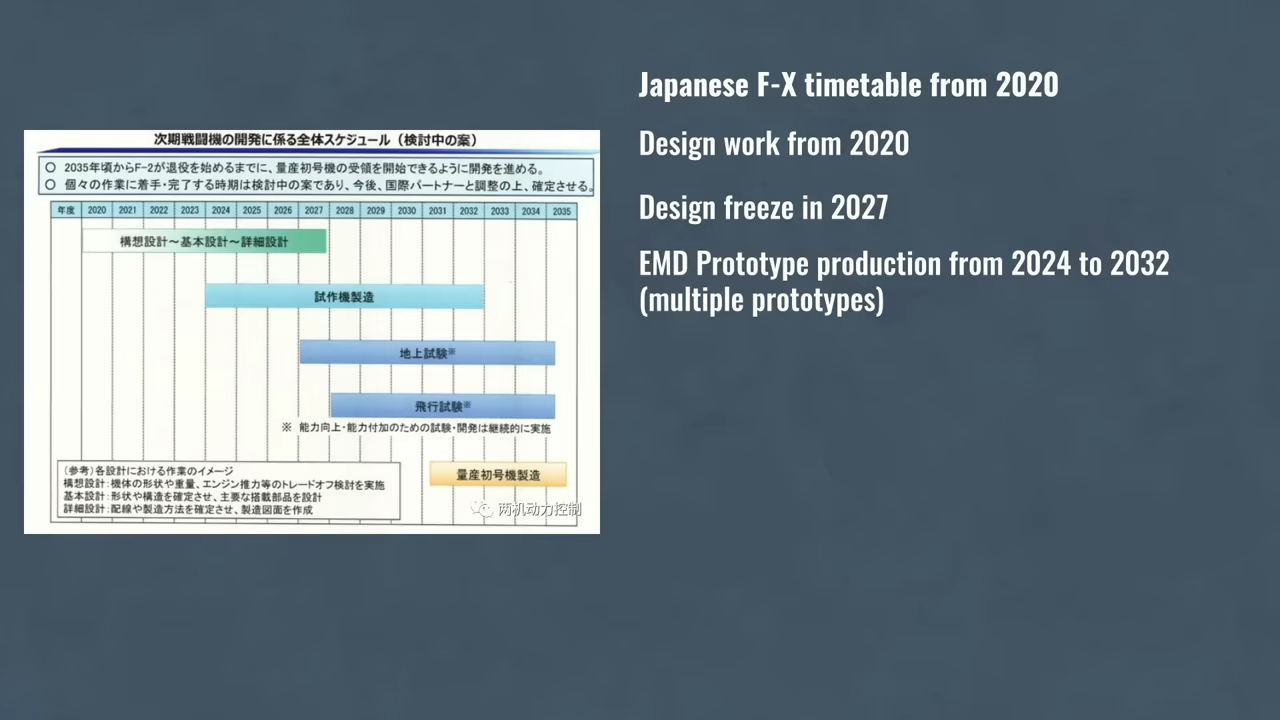 Japanese F-X timetable from 2020
Design work from 2020
Design freeze in 2027
EMD Prototype production from 2024 to 2032
(multiple prototypes)
次期戦闘機の開発に係る全体スケジュール（検討中の案）
○ 2035年頃からF-2が退役を始めるまでに、量産初号機の受領を開始できるように開発を進める。
○ 個々の作業に着手・完了する時期は検討中の案であり、今後、国際パートナーと調整の上、確定させる。
年度 2020 2021 2022 2023 2024 2025 2026 2027 2028 2029 2030 2031 2032 2033 2034 2035
構想設計～基本設計～詳細設計
試作機製造
地上試験※
飛行試験※
※ 能力向上・能力付加のための試験・開発は継続的に実施
量産初号機製造
（参考）各設計における作業のイメージ
構想設計：機体の形状や重量、エンジン推力等のトレードオフ検討を実施
基本設計：形状や構造を確定させ、主要な搭載部品を設計
詳細設計：配線や製造方法を確定させ、製造図面を作成
两机动力控制